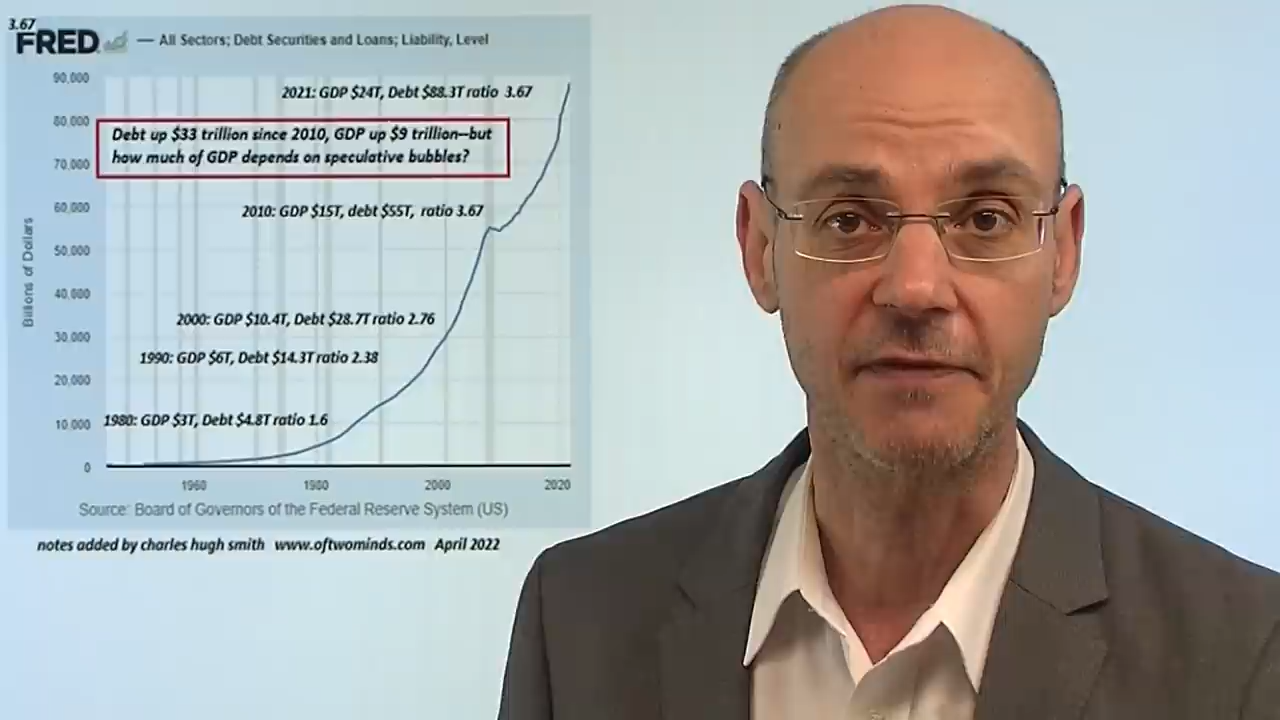 3.67
FRED — All Sectors; Debt Securities and Loans; Liability, Level
90,000
2021: GDP $24T, Debt $88.3T ratio 3.67
80,000
Debt up $33 trillion since 2010, GDP up $9 trillion—but
how much of GDP depends on speculative bubbles?
70,000
60,000
2010: GDP $15T, debt $55T, ratio 3.67
50,000
Billions of Dollars
40,000
2000: GDP $10.4T, Debt $28.7T ratio 2.76
30,000
1990: GDP $6T, Debt $14.3T ratio 2.38
20,000
10,000
1980: GDP $3T, Debt $4.8T ratio 1.6
0
1960 1980 2000 2020
Source: Board of Governors of the Federal Reserve System (US)
notes added by charles hugh smith www.oftwominds.com April 2022